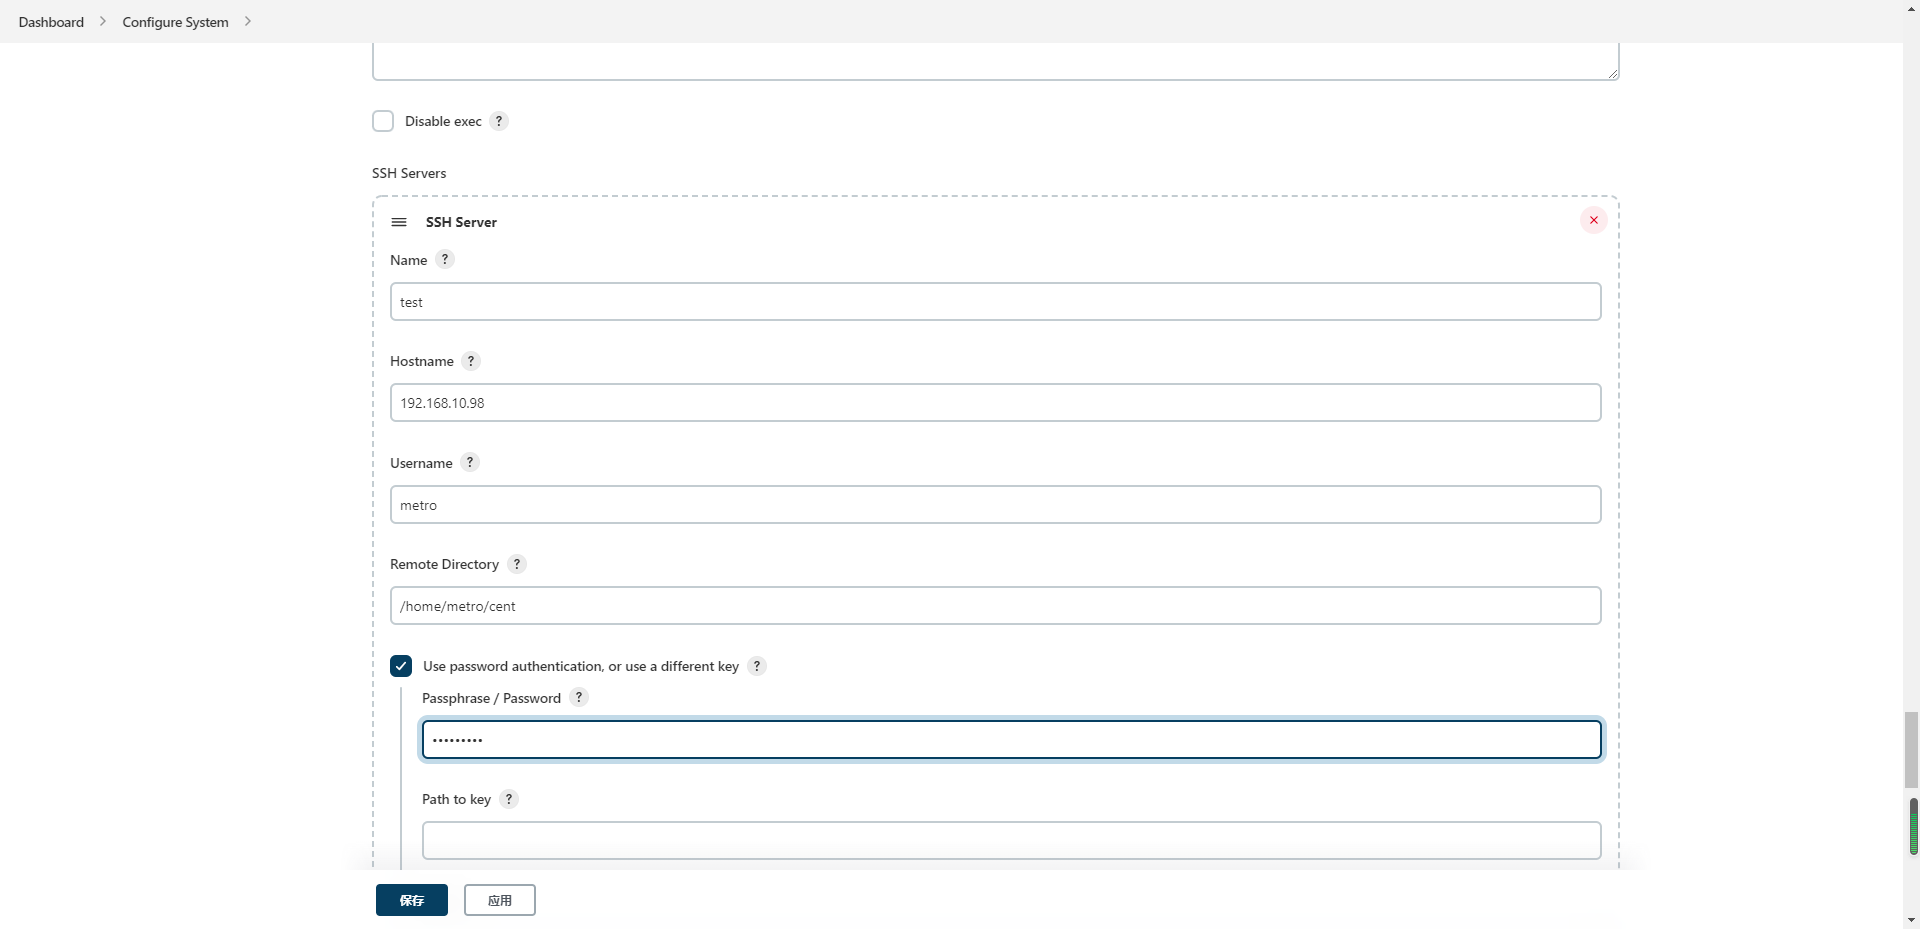 Dashboard > Configure System >
Disable exec ?
SSH Servers
SSH Server
Name ?
test
Hostname ?
192.168.10.98
Username ?
metro
Remote Directory ?
/home/metro/cent
Use password authentication, or use a different key ?
Passphrase / Password ?
•••••••••
Path to key ?
保存 应用